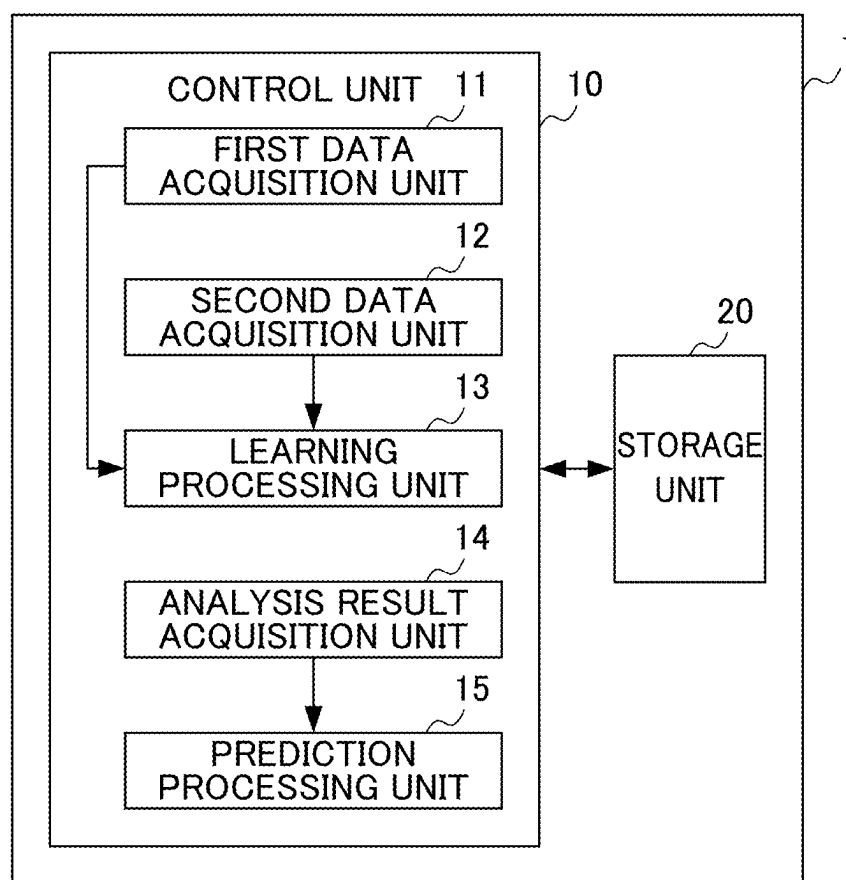 CONTROL UNIT
10
11
FIRST DATA
ACQUISITION UNIT
12
SECOND DATA
ACQUISITION UNIT
13
LEARNING
PROCESSING UNIT
14
ANALYSIS RESULT
ACQUISITION UNIT
15
PREDICTION
PROCESSING UNIT
20
STORAGE
UNIT